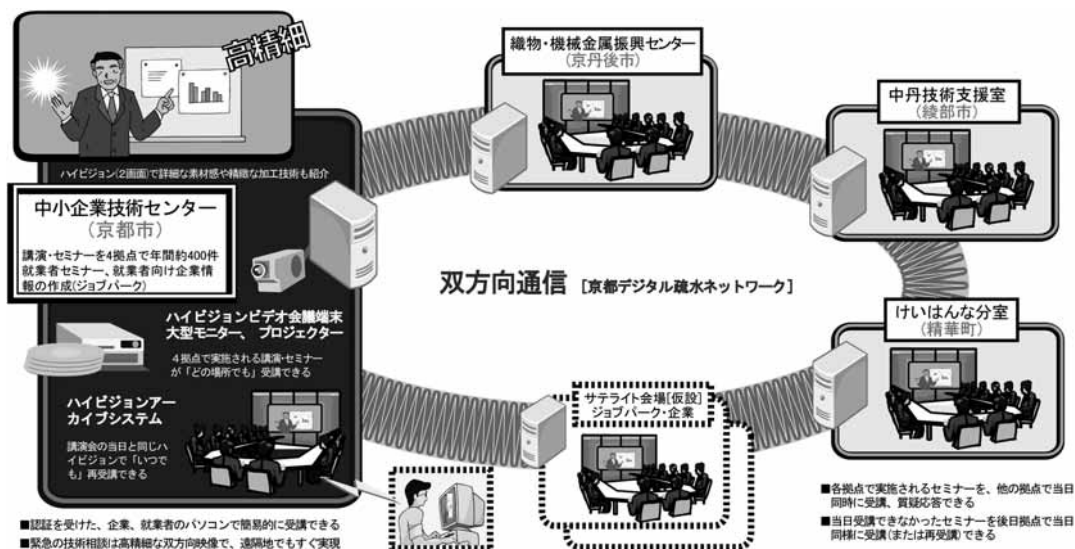 高精細
ハイビジョン(2画面)で詳細な素材感や精緻な加工技術も紹介
中小企業技術センター
(京都市)
講演・セミナーを4拠点で年間約400件
就業者セミナー、就業者向け企業情
報の作成(ジョブパーク)
ハイビジョンビデオ会議端末
大型モニター、プロジェクター
4拠点で実施される講演・セミナー
が「どの場所でも」受講できる
ハイビジョンアー
カイブシステム
講演会の当日と同じハ
イビジョンで「いつで
も」再受講できる
■認証を受けた、企業、就業者のパソコンで簡易的に受講できる
■緊急の技術相談は高精細な双方向映像で、遠隔地でもすぐ実現
織物・機械金属振興センター
(京丹後市)
中丹技術支援室
(綾部市)
双方向通信 [京都デジタル疏水ネットワーク]
けいはんな分室
(精華町)
サテライト会場[仮設]
ジョブパーク・企業
■各拠点で実施されるセミナーを、他の拠点で当日
同時に受講、質疑応答できる
■当日受講できなかったセミナーを後日拠点で当日
同様に受講(または再受講)できる